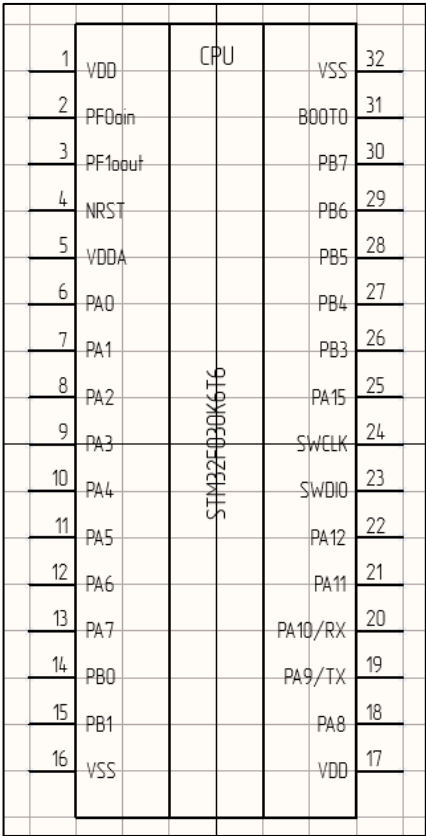 CPU
1 VDD VSS 32
2 PF0oin BOOT0 31
3 PF1oout PB7 30
4 NRST PB6 29
5 VDDA PB5 28
6 PA0 PB4 27
7 PA1 PB3 26
8 PA2 PA15 25
9 PA3 SWCLK 24
10 PA4 SWDIO 23
11 PA5 PA12 22
12 PA6 PA11 21
13 PA7 PA10/RX 20
14 PB0 PA9/TX 19
15 PB1 PA8 18
16 VSS VDD 17
STM32F030K6T6